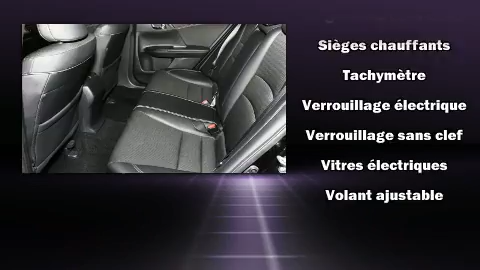 Sièges chauffants
Tachymètre
Verrouillage électrique
Verrouillage sans clef
Vitres électriques
Volant ajustable